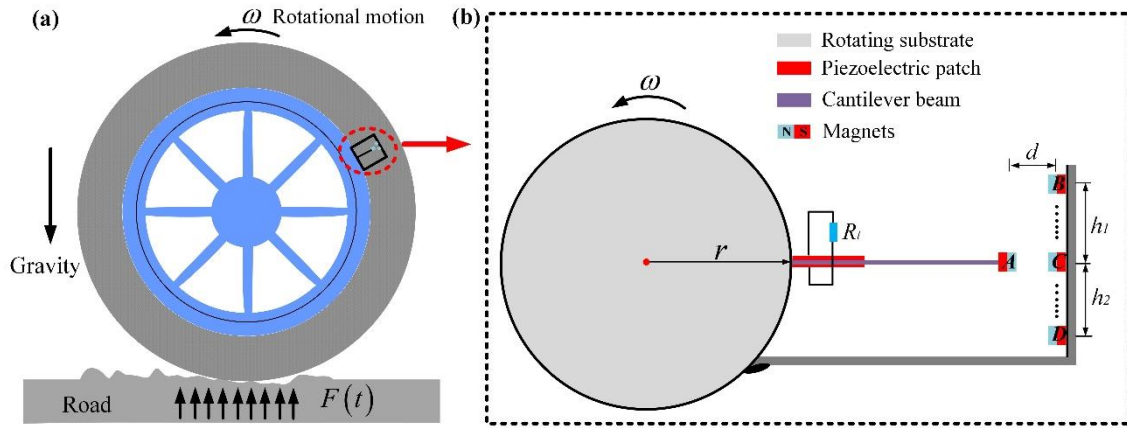 (a)
ω Rotational motion
Gravity
Road
F(t)
(b)
Rotating substrate
Piezoelectric patch
Cantilever beam
N S Magnets
ω
d
B
h1
Rl
r
A
C
h2
D